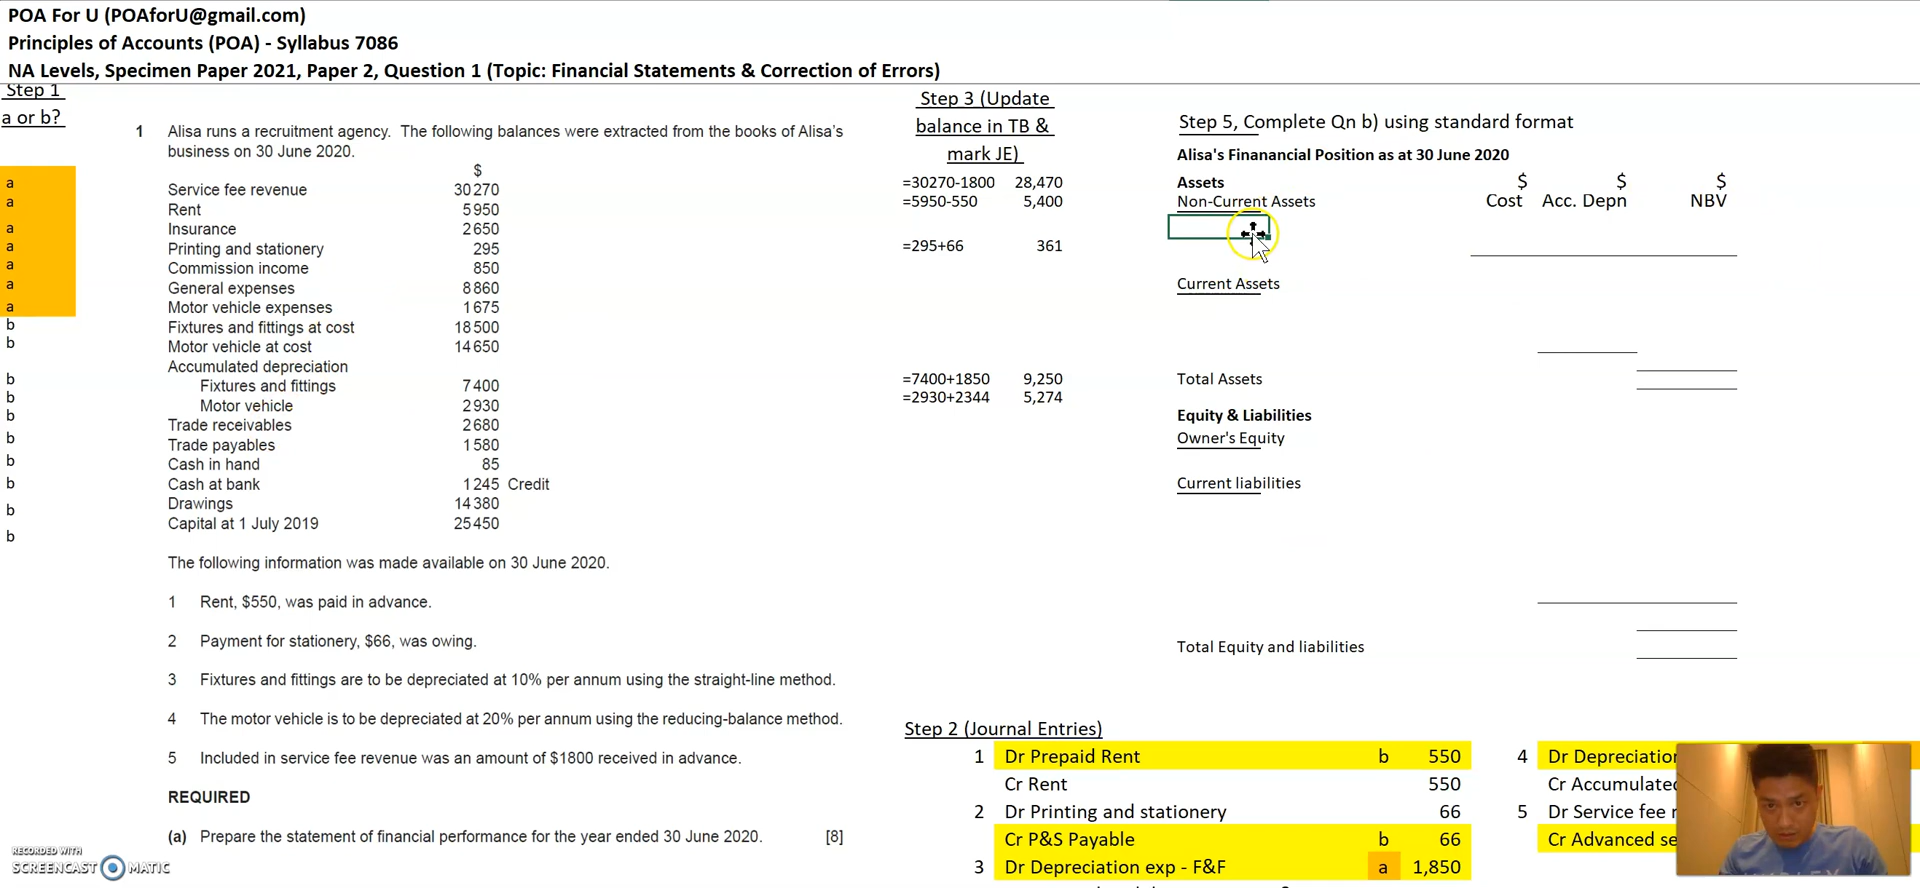 POA For U (POAforU@gmail.com)
Principles of Accounts (POA) - Syllabus 7086
NA Levels, Specimen Paper 2021, Paper 2, Question 1 (Topic: Financial Statements & Correction of Errors)
Step 1
a or b?
1 Alisa runs a recruitment agency. The following balances were extracted from the books of Alisa's
business on 30 June 2020.
$
a Service fee revenue 30 270
a Rent 5 950
a Insurance 2 650
a Printing and stationery 295
a Commission income 850
a General expenses 8 860
a Motor vehicle expenses 1 675
b Fixtures and fittings at cost 18 500
b Motor vehicle at cost 14 650
Accumulated depreciation
b Fixtures and fittings 7 400
b Motor vehicle 2 930
b Trade receivables 2 680
b Trade payables 1 580
b Cash in hand 85
b Cash at bank 1 245 Credit
b Drawings 14 380
b Capital at 1 July 2019 25 450
The following information was made available on 30 June 2020.
1 Rent, $550, was paid in advance.
2 Payment for stationery, $66, was owing.
3 Fixtures and fittings are to be depreciated at 10% per annum using the straight-line method.
4 The motor vehicle is to be depreciated at 20% per annum using the reducing-balance method.
5 Included in service fee revenue was an amount of $1800 received in advance.
REQUIRED
(a) Prepare the statement of financial performance for the year ended 30 June 2020. [8]
Step 3 (Update
balance in TB &
mark JE)
=30270-1800 28,470
=5950-550 5,400
=295+66 361
=7400+1850 9,250
=2930+2344 5,274
Step 5, Complete Qn b) using standard format
Alisa's Finanancial Position as at 30 June 2020
Assets $ $ $
Non-Current Assets Cost Acc. Depn NBV
Current Assets
Total Assets
Equity & Liabilities
Owner's Equity
Current liabilities
Total Equity and liabilities
Step 2 (Journal Entries)
1 Dr Prepaid Rent b 550
Cr Rent 550
2 Dr Printing and stationery 66
Cr P&S Payable b 66
3 Dr Depreciation exp - F&F a 1,850
4 Dr
Cr
5 Dr Service fee
Cr Advanced
RECORDED WITH
SCREENCAST MATIC